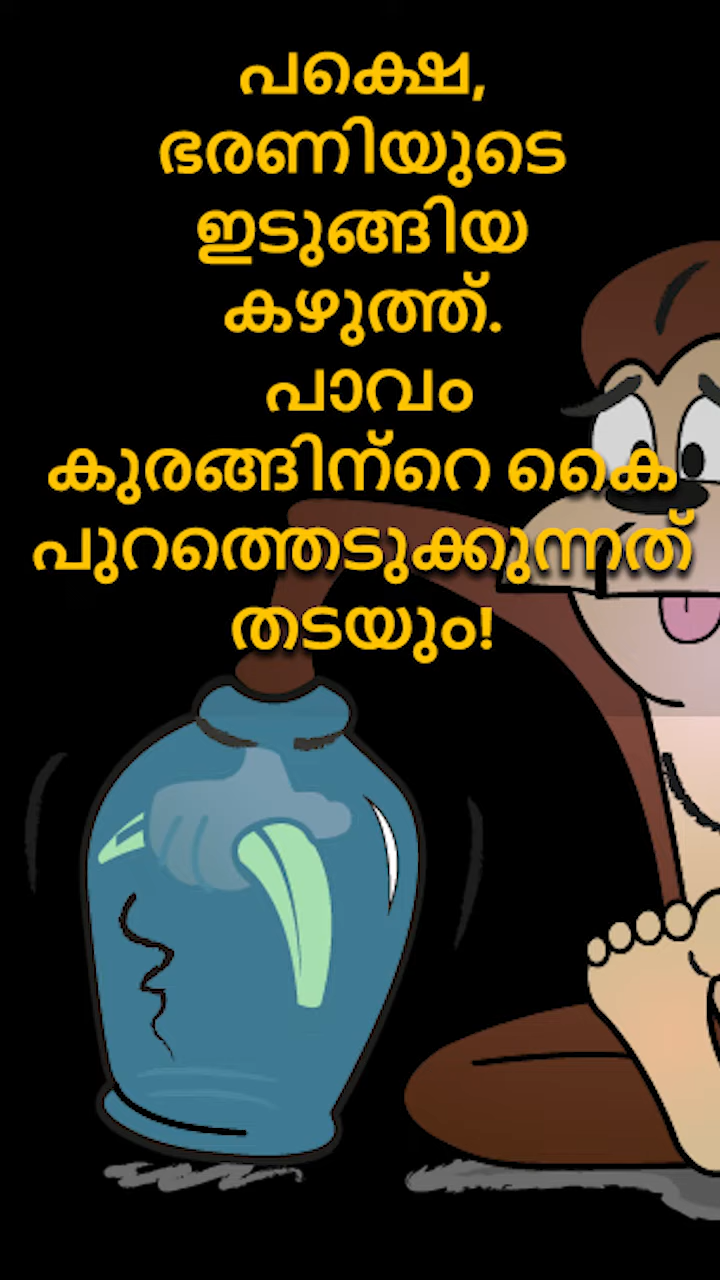 പക്ഷെ,
ഭരണിയുടെ
ഇടുങ്ങിയ
കഴുത്ത്.
പാവം
കുരങ്ങിന്റെ കൈ
പുറത്തെടുക്കുന്നത്
തടയും!